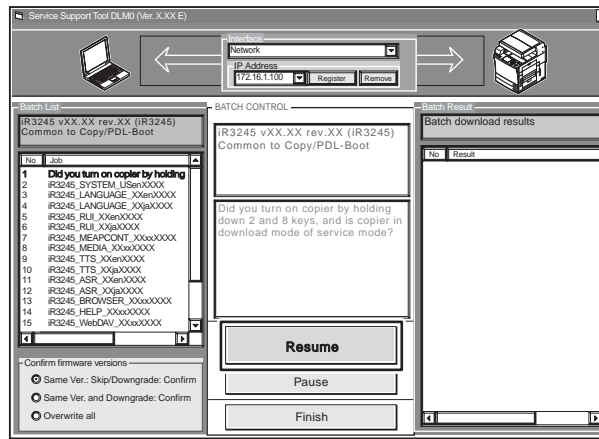 Service Support Tool DLM0 (Ver. X.XX E)
Interface
Network
IP Address
172.16.1.100
Register
Remove
Batch List
iR3245 vXX.XX rev.XX (iR3245)
Common to Copy/PDL-Boot
No Job
1 Did you turn on copier by holding
2 iR3245_SYSTEM_USenXXXX
3 iR3245_LANGUAGE_XXenXXXX
4 iR3245_LANGUAGE_XXjaXXXX
5 iR3245_RUI_XXenXXXX
6 iR3245_RUI_XXjaXXXX
7 iR3245_MEAPCONT_XXxxXXXX
8 iR3245_MEDIA_XXxxXXXX
9 iR3245_TTS_XXenXXXX
10 iR3245_TTS_XXjaXXXX
11 iR3245_ASR_XXenXXXX
12 iR3245_ASR_XXjaXXXX
13 iR3245_BROWSER_XXxxXXXX
14 iR3245_HELP_XXxxXXXX
15 iR3245_WebDAV_XXxxXXXX
Confirm firmware versions
Same Ver.: Skip/Downgrade: Confirm
Same Ver. and Downgrade: Confirm
Overwrite all
BATCH CONTROL
iR3245 vXX.XX rev.XX (iR3245)
Common to Copy/PDL-Boot
Did you turn on copier by holding
down 2 and 8 keys, and is copier in
download mode of service mode?
Resume
Pause
Finish
Batch Result
Batch download results
No Result